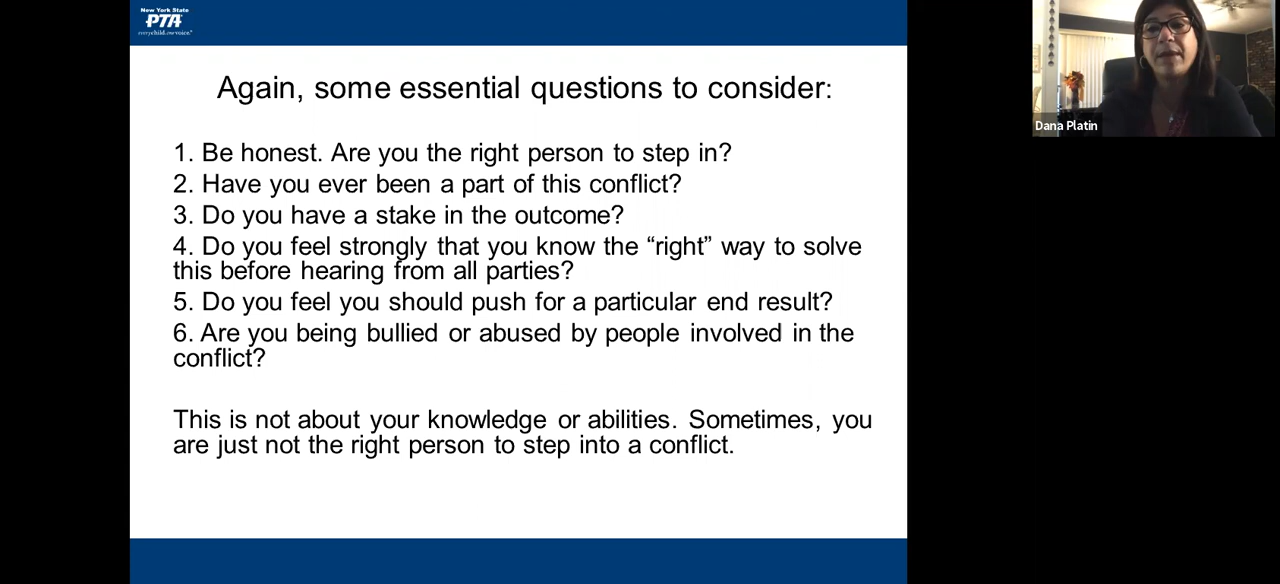 New York State
PTA
everychild.onevoice.®
Again, some essential questions to consider:
1. Be honest. Are you the right person to step in?
2. Have you ever been a part of this conflict?
3. Do you have a stake in the outcome?
4. Do you feel strongly that you know the “right” way to solve
this before hearing from all parties?
5. Do you feel you should push for a particular end result?
6. Are you being bullied or abused by people involved in the
conflict?
This is not about your knowledge or abilities. Sometimes, you
are just not the right person to step into a conflict.
Dana Platin